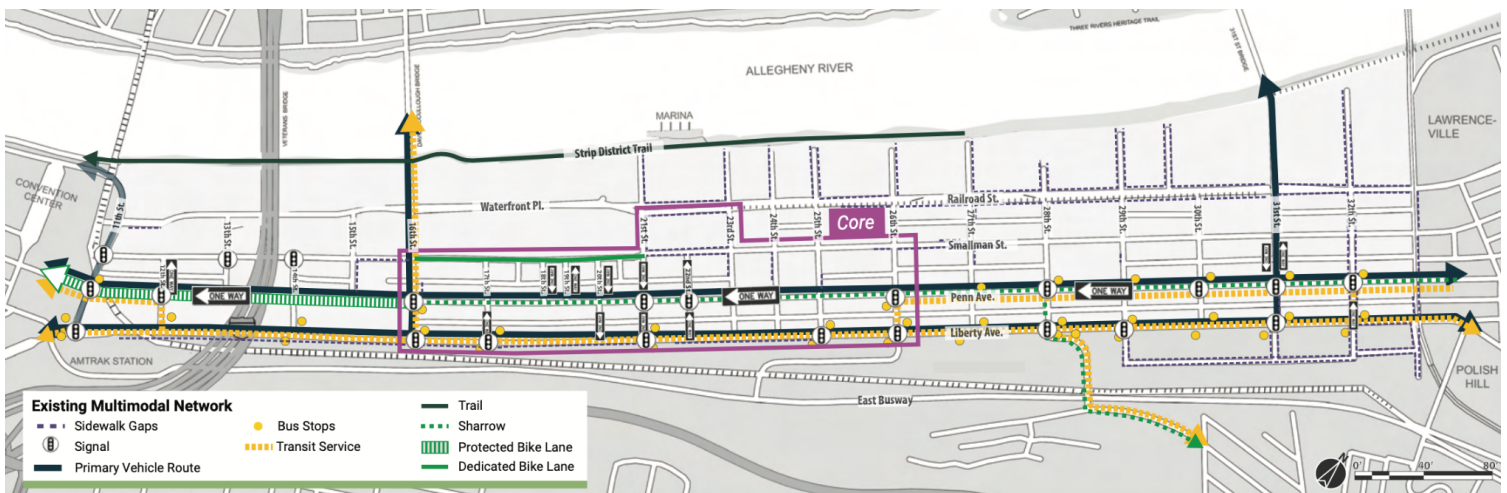 THREE RIVERS HERITAGE TRAIL
31ST ST BRIDGE
ALLEGHENY RIVER
VETERANS BRIDGE
MARINA
LAWRENCE-
VILLE
Strip District Trail
CONVENTION
CENTER
11th St.
Waterfront Pl.
Railroad St.
Core
13th St.
15th St.
16th St.
21st St.
23rd St.
24th St.
25th St.
26th St.
27th St.
28th St.
29th St.
30th St.
31st St.
32th St.
Smallman St.
12th St.
14th St.
17th St.
18th St.
19th St.
20th St.
22nd St.
ONE WAY
ONE WAY
ONE WAY
Penn Ave.
Liberty Ave.
AMTRAK STATION
POLISH
HILL
East Busway
Existing Multimodal Network
Sidewalk Gaps
Signal
Primary Vehicle Route
Bus Stops
Transit Service
Trail
Sharrow
Protected Bike Lane
Dedicated Bike Lane
N
0'